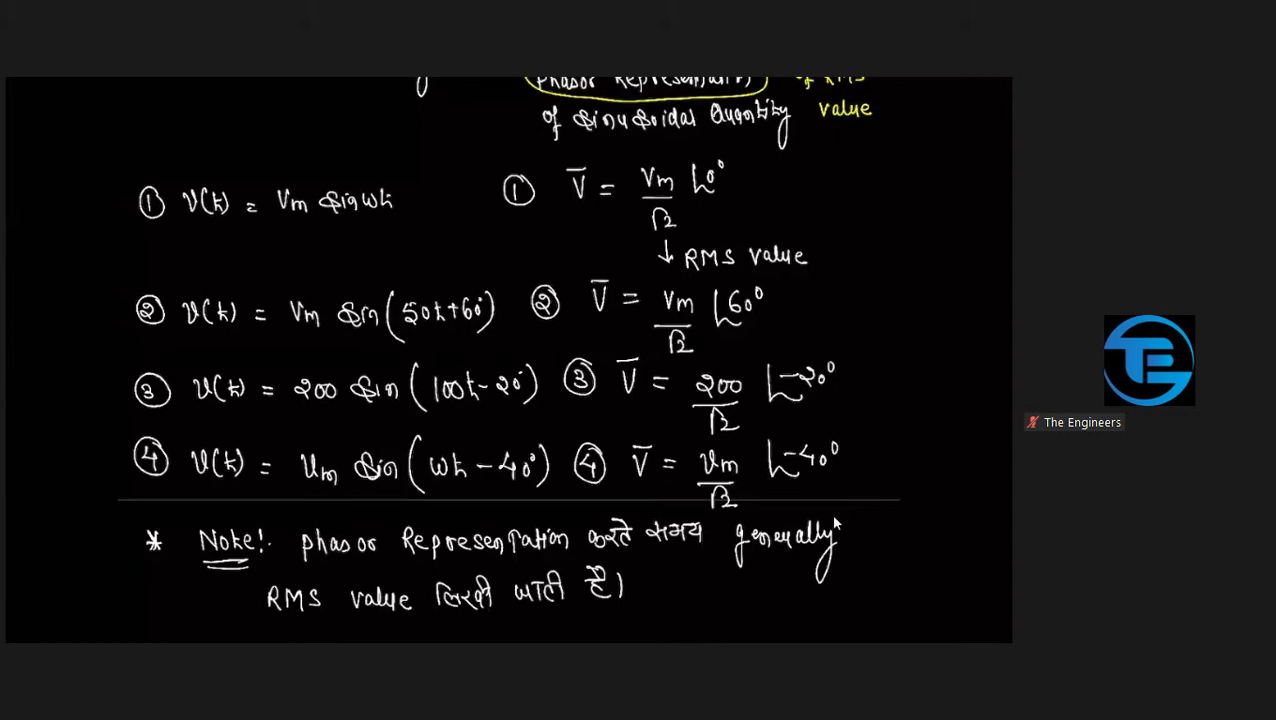 phasor Representation of RMS
of Sinusoidal Quantity value
① V(t) = Vm Sinωt ① V̅ = Vm/√2 ∠0°
↓ RMS value
② V(t) = Vm Sin(50t+60°) ② V̅ = Vm/√2 ∠60°
③ V(t) = 200 Sin(100t-20°) ③ V̅ = 200/√2 ∠-20°
④ V(t) = Vm Sin(ωt-40°) ④ V̅ = Vm/√2 ∠-40°
The Engineers
* Note:- phasor Representation करते समय generally
RMS value लिखी जाती है।